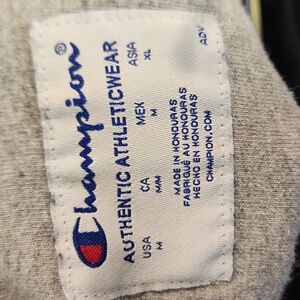 Champion®
AUTHENTIC ATHLETICWEAR
USA CA MEX ASIA ADV
M MM M XL
MADE IN HONDURAS
FABRIQUÉ AU HONDURAS
HECHO EN HONDURAS
CHAMPION.COM